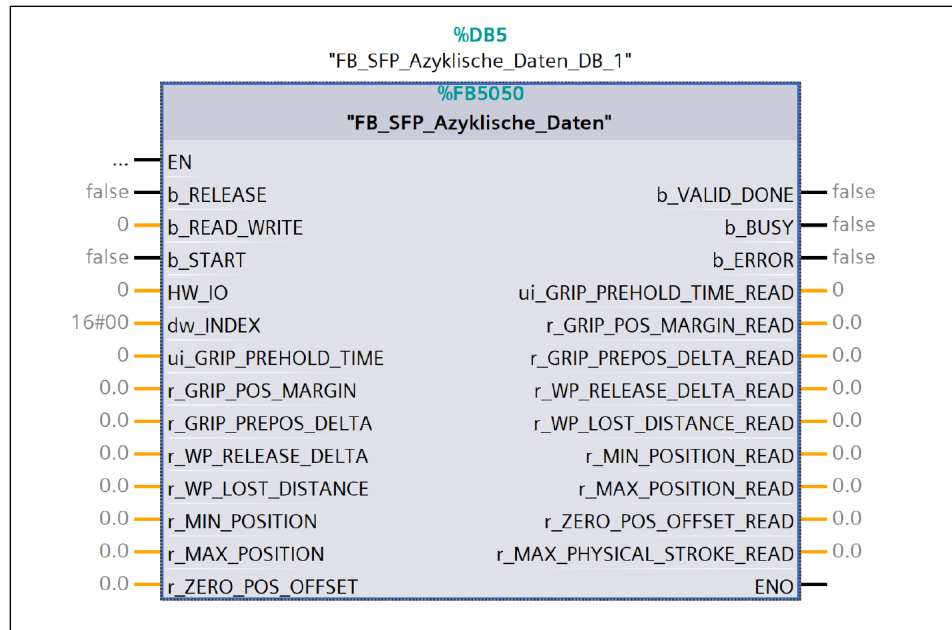 %DB5
"FB_SFP_Azyklische_Daten_DB_1"
%FB5050
"FB_SFP_Azyklische_Daten"
... EN
false b_RELEASE b_VALID_DONE false
0 b_READ_WRITE b_BUSY false
false b_START b_ERROR false
0 HW_IO ui_GRIP_PREHOLD_TIME_READ 0
16#00 dw_INDEX r_GRIP_POS_MARGIN_READ 0.0
0 ui_GRIP_PREHOLD_TIME r_GRIP_PREPOS_DELTA_READ 0.0
0.0 r_GRIP_POS_MARGIN r_WP_RELEASE_DELTA_READ 0.0
0.0 r_GRIP_PREPOS_DELTA r_WP_LOST_DISTANCE_READ 0.0
0.0 r_WP_RELEASE_DELTA r_MIN_POSITION_READ 0.0
0.0 r_WP_LOST_DISTANCE r_MAX_POSITION_READ 0.0
0.0 r_MIN_POSITION r_ZERO_POS_OFFSET_READ 0.0
0.0 r_MAX_POSITION r_MAX_PHYSICAL_STROKE_READ 0.0
0.0 r_ZERO_POS_OFFSET ENO